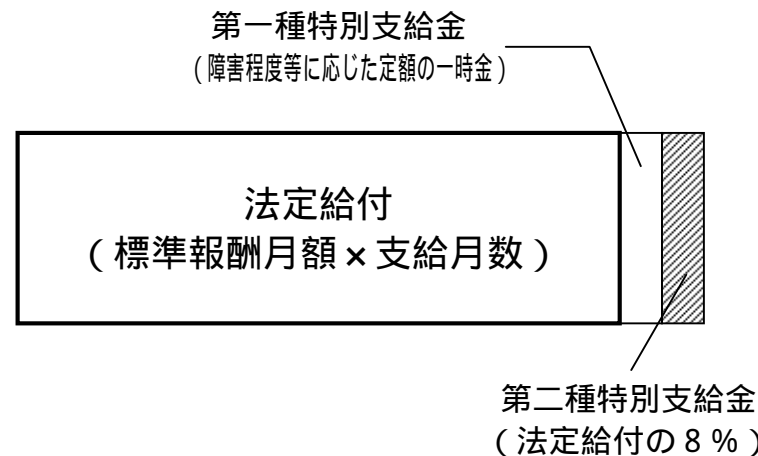 第一種特別支給金
（障害程度等に応じた定額の一時金）
法定給付
（標準報酬月額×支給月数）
第二種特別支給金
（法定給付の８％）